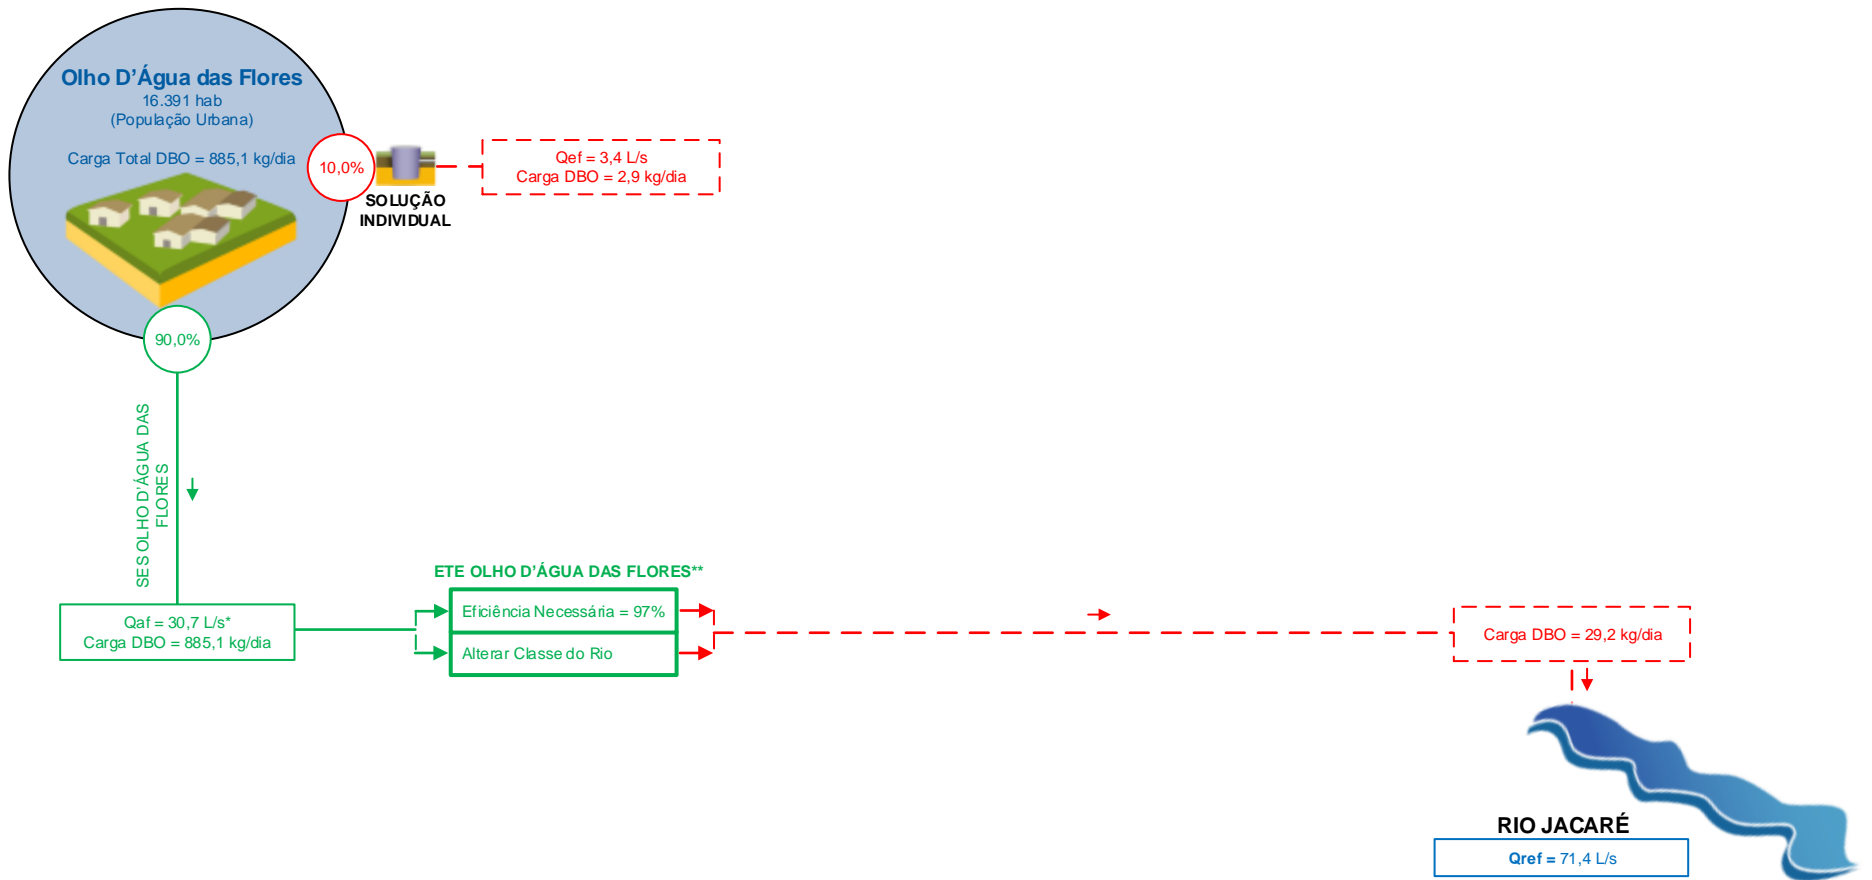 Olho D'Água das Flores
16.391 hab
(População Urbana)
Carga Total DBO = 885,1 kg/dia
10,0%
SOLUÇÃO
INDIVIDUAL
Qef = 3,4 L/s
Carga DBO = 2,9 kg/dia
90,0%
SES OLHO D'ÁGUA DAS
FLORES
Qaf = 30,7 L/s*
Carga DBO = 885,1 kg/dia
ETE OLHO D'ÁGUA DAS FLORES**
Eficiência Necessária = 97%
Alterar Classe do Rio
Carga DBO = 29,2 kg/dia
RIO JACARÉ
Qref = 71,4 L/s